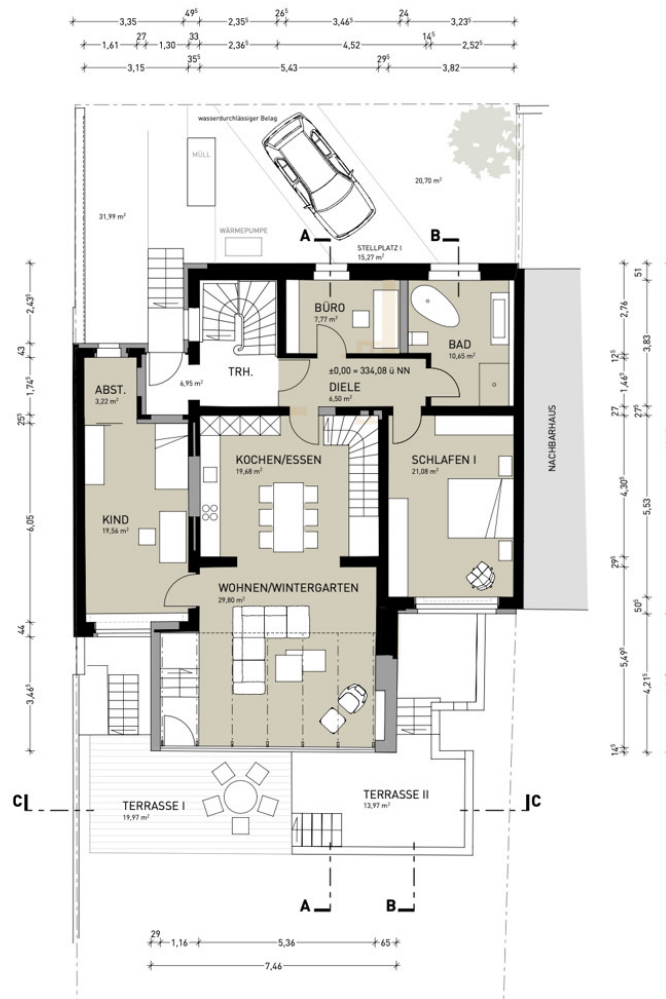 3,35
49⁵
2,35⁵
26⁵
3,46⁵
24
3,23⁵
1,61
27
1,30
33
2,36⁵
4,52
14⁵
2,52⁵
3,15
35⁵
5,43
29⁵
3,82
wasserdurchlässiger Belag
MÜLL
20,70 m²
31,99 m²
WÄRMEPUMPE
A
B
STELLPLATZ I
15,27 m²
BÜRO
7,77 m²
BAD
10,65 m²
TRH.
6,95 m²
±0,00 = 334,08 ü NN
DIELE
6,50 m²
ABST.
3,22 m²
KOCHEN/ESSEN
19,68 m²
SCHLAFEN I
21,08 m²
NACHBARHAUS
KIND
19,56 m²
WOHNEN/WINTERGARTEN
29,80 m²
2,43⁵
43
1,74⁵
25⁵
6,05
44
3,46⁵
2,76
12⁵
1,46⁵
27
4,30⁵
29⁵
5,49⁵
14⁵
51
3,83
27⁵
5,53
50⁵
4,21⁵
C
TERRASSE I
19,97 m²
TERRASSE II
13,97 m²
C
A
B
29
1,16
5,36
65
7,46